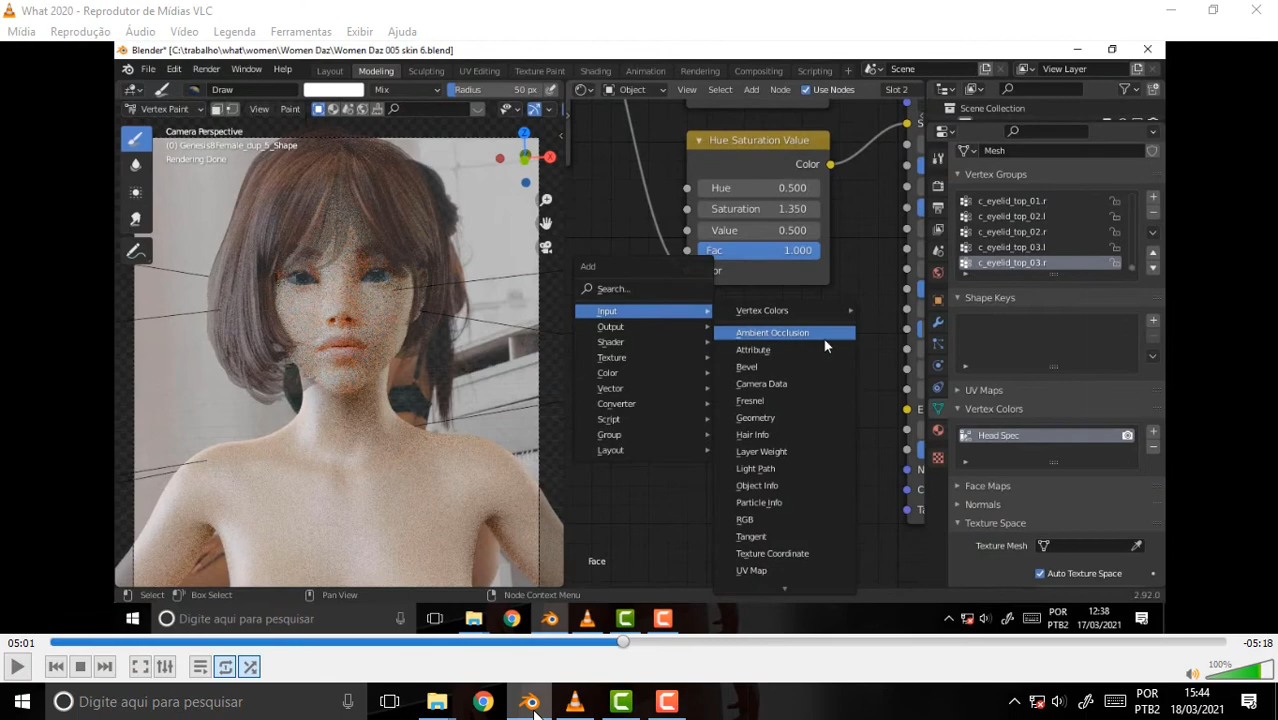 What 2020 - Reprodutor de Mídias VLC
Mídia Reprodução Áudio Vídeo Legenda Ferramentas Exibir Ajuda
Blender* [C:\trabalho\what\women\Women Daz\Women Daz 005 skin 6.blend]
File Edit Render Window Help Layout Modeling Sculpting UV Editing Texture Paint Shading Animation Rendering Compositing Scripting + Scene View Layer
Draw Mix Radius 50 px Object View Select Add Node Use Nodes Slot 2
Vertex Paint View Paint Scene Collection
Camera Perspective
(0) Genesis8Female_dup_5_Shape
Rendering Done
Z
X
Hue Saturation Value
Color
Hue 0.500
Saturation 1.350
Value 0.500
Fac 1.000
or
Add
Search...
Input
Output
Shader
Texture
Color
Vector
Converter
Script
Group
Layout
Vertex Colors
Ambient Occlusion
Attribute
Bevel
Camera Data
Fresnel
Geometry
Hair Info
Layer Weight
Light Path
Object Info
Particle Info
RGB
Tangent
Texture Coordinate
UV Map
Face
Mesh
Vertex Groups
c_eyelid_top_01.r
c_eyelid_top_02.l
c_eyelid_top_02.r
c_eyelid_top_03.l
c_eyelid_top_03.r
Shape Keys
UV Maps
Vertex Colors
Head Spec
Face Maps
Normals
Texture Space
Texture Mesh
Auto Texture Space
Select Box Select Pan View Node Context Menu 2.92.0
Digite aqui para pesquisar POR PTB2 12:38 17/03/2021
05:01 -05:18
100%
Digite aqui para pesquisar POR PTB2 15:44 18/03/2021